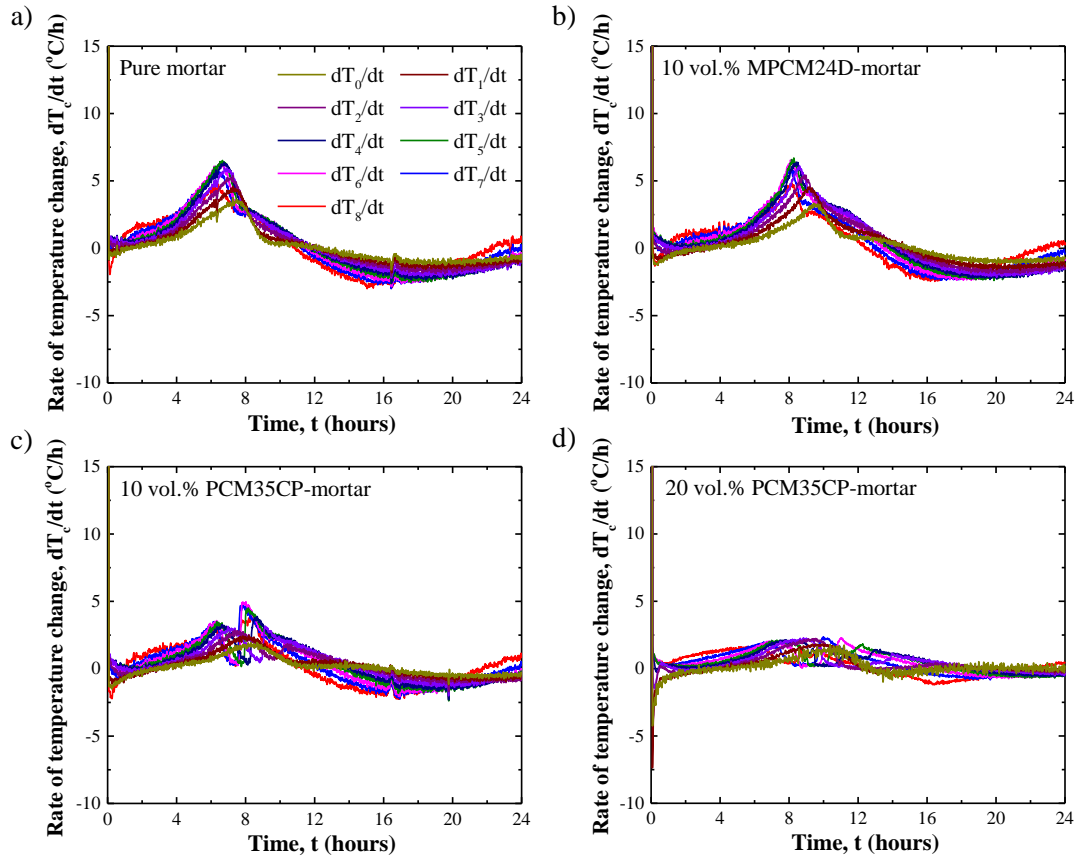 a)
Rate of temperature change, dTc/dt (°C/h)
15
10
5
0
-5
-10
Pure mortar
dT0/dt dT1/dt
dT2/dt dT3/dt
dT4/dt dT5/dt
dT6/dt dT7/dt
dT8/dt
0 4 8 12 16 20 24
Time, t (hours)
b)
Rate of temperature change, dTc/dt (°C/h)
15
10
5
0
-5
-10
10 vol.% MPCM24D-mortar
0 4 8 12 16 20 24
Time, t (hours)
c)
Rate of temperature change, dTc/dt (°C/h)
15
10
5
0
-5
-10
10 vol.% PCM35CP-mortar
0 4 8 12 16 20 24
Time, t (hours)
d)
Rate of temperature change, dTc/dt (°C/h)
15
10
5
0
-5
-10
20 vol.% PCM35CP-mortar
0 4 8 12 16 20 24
Time, t (hours)